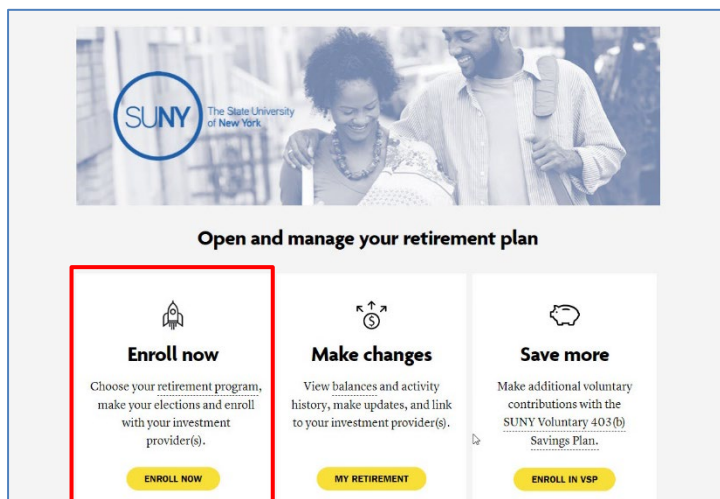 SUNY
The State University
of New York
Open and manage your retirement plan
Enroll now
Choose your retirement program,
make your elections and enroll
with your investment
provider(s).
ENROLL NOW
Make changes
View balances and activity
history, make updates, and link
to your investment provider(s).
MY RETIREMENT
Save more
Make additional voluntary
contributions with the
SUNY Voluntary 403(b)
Savings Plan.
ENROLL IN VSP